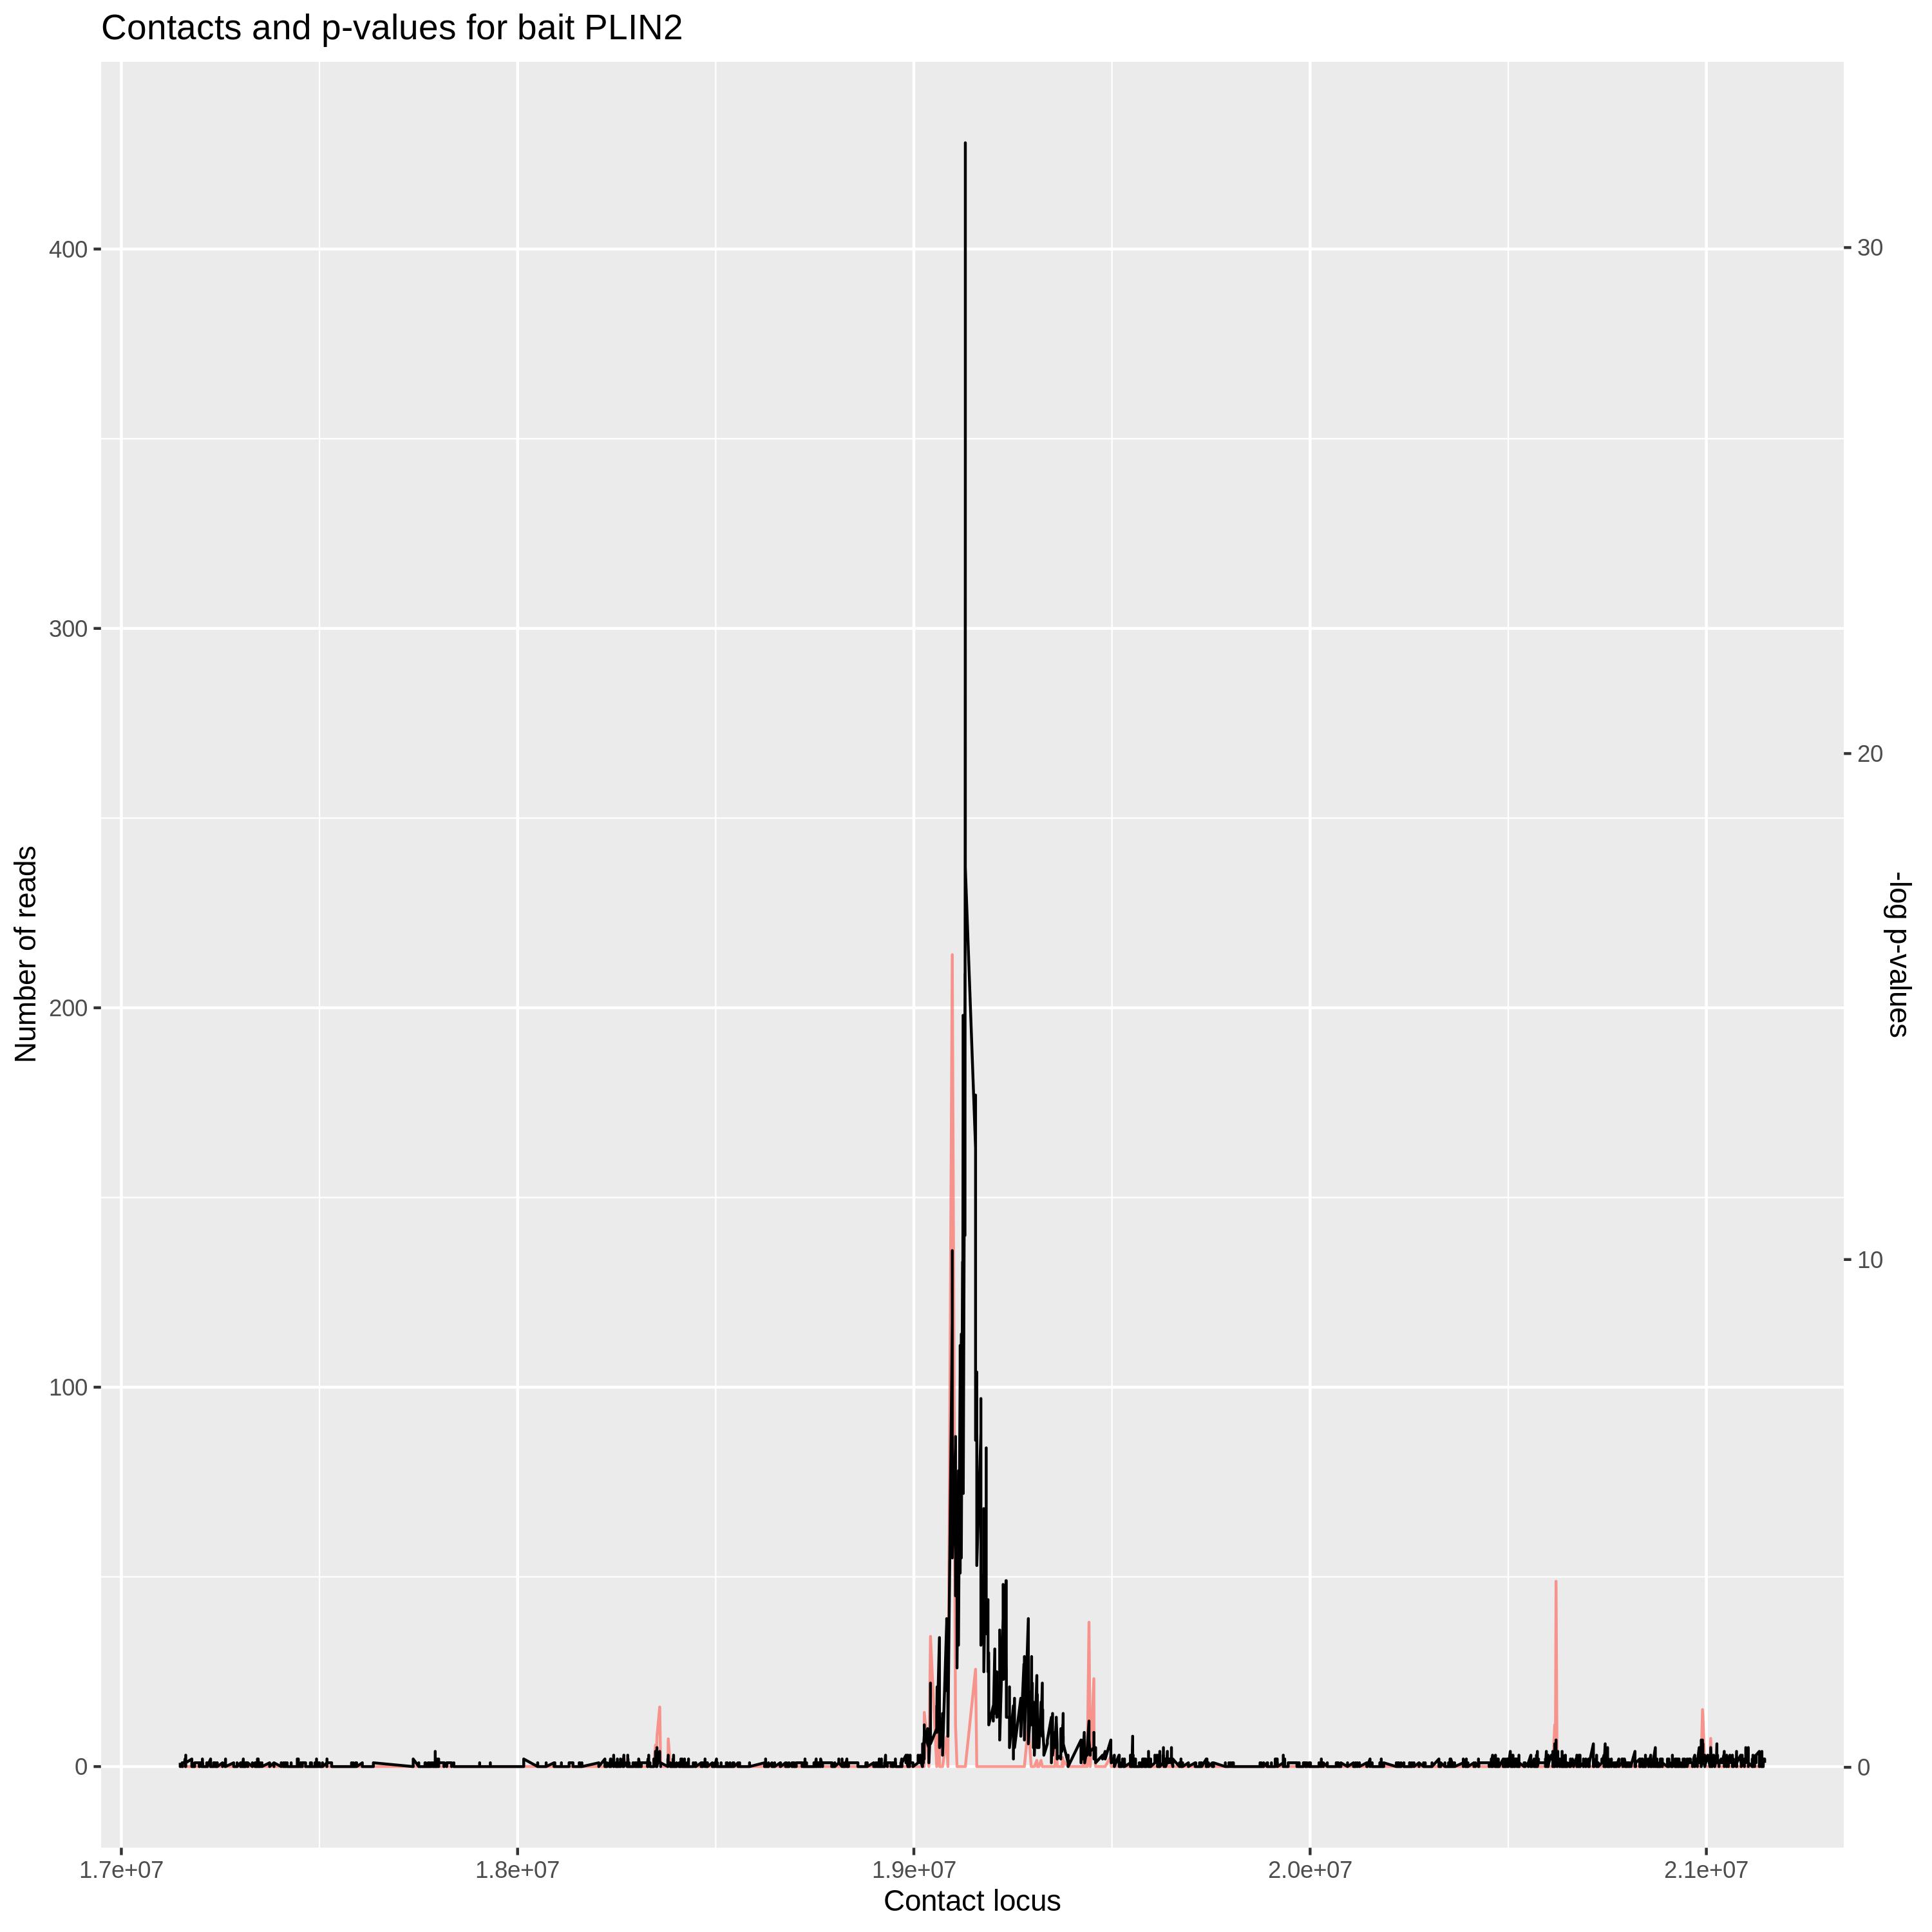 Contacts and p-values for bait PLIN2
Number of reads
400
300
200
100
0
30
20
10
0
-log p-values
1.7e+07
1.8e+07
1.9e+07
2.0e+07
2.1e+07
Contact locus